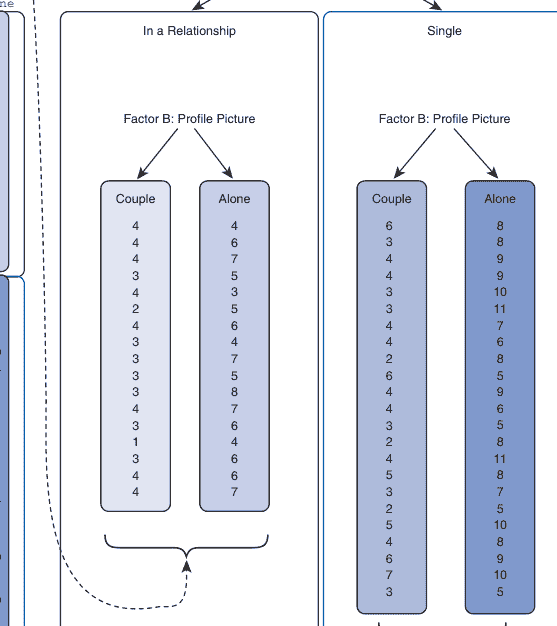 ne
In a Relationship Single
Factor B: Profile Picture Factor B: Profile Picture
Couple Alone Couple Alone
4 4 6 8
4 6 3 8
4 7 4 9
3 5 4 9
4 3 3 10
2 5 3 11
4 6 4 7
3 4 4 6
3 7 2 8
3 5 6 5
3 8 4 9
4 7 4 6
3 6 3 5
1 4 2 8
3 6 4 11
4 6 5 8
4 7 3 7
2 5
5 10
4 8
6 9
7 10
3 5